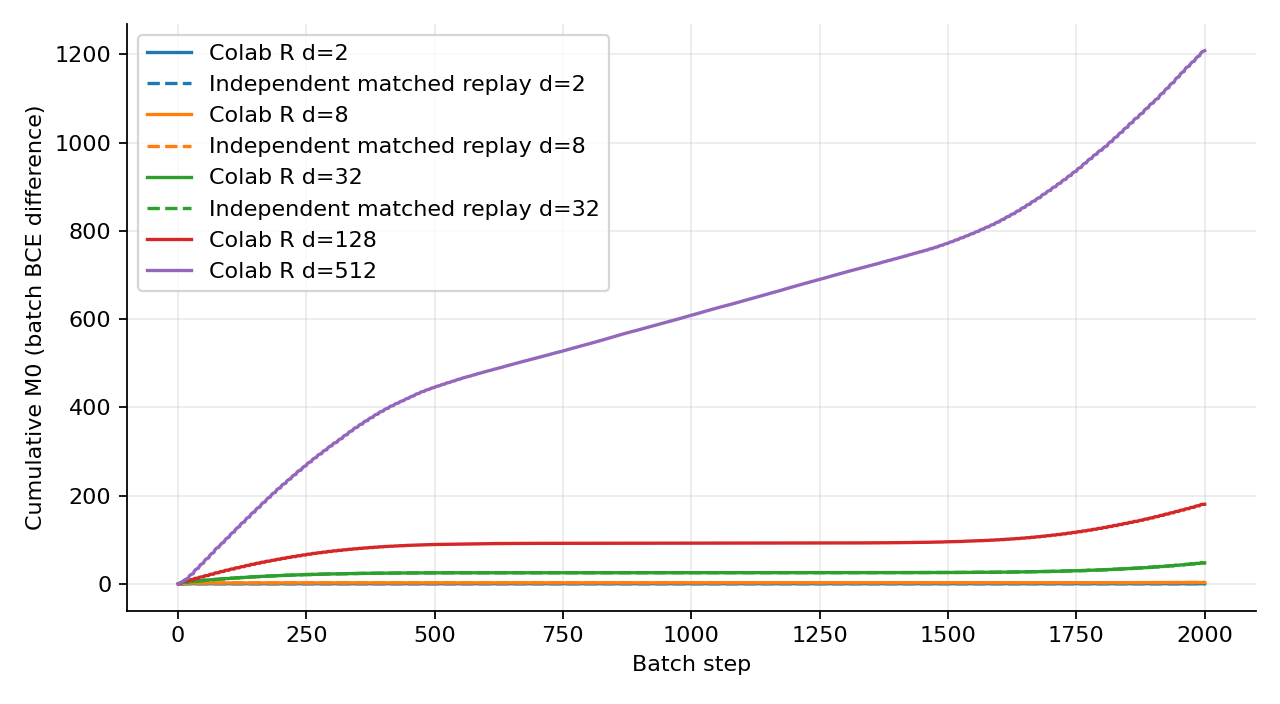 Cumulative M0 (batch BCE difference)
1200
1000
800
600
400
200
0
Colab R d=2
Independent matched replay d=2
Colab R d=8
Independent matched replay d=8
Colab R d=32
Independent matched replay d=32
Colab R d=128
Colab R d=512
0 250 500 750 1000 1250 1500 1750 2000
Batch step